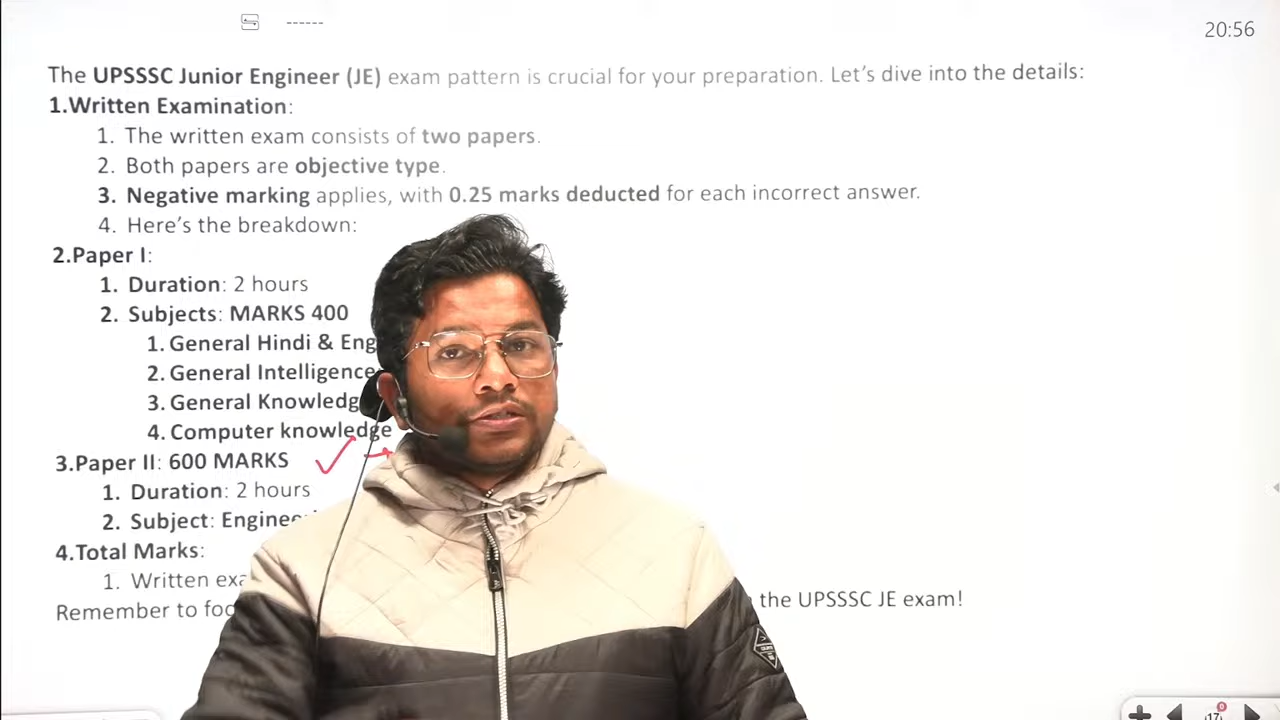 ------
20:56
The UPSSSC Junior Engineer (JE) exam pattern is crucial for your preparation. Let's dive into the details:
1.Written Examination:
1. The written exam consists of two papers.
2. Both papers are objective type.
3. Negative marking applies, with 0.25 marks deducted for each incorrect answer.
4. Here's the breakdown:
2.Paper I:
1. Duration: 2 hours
2. Subjects: MARKS 400
1. General Hindi & Eng
2. General Intelligence
3. General Knowledg
4. Computer knowledge
3.Paper II: 600 MARKS
1. Duration: 2 hours
2. Subject: Enginee
4.Total Marks:
1. Written exa
Remember to foc the UPSSSC JE exam!
17